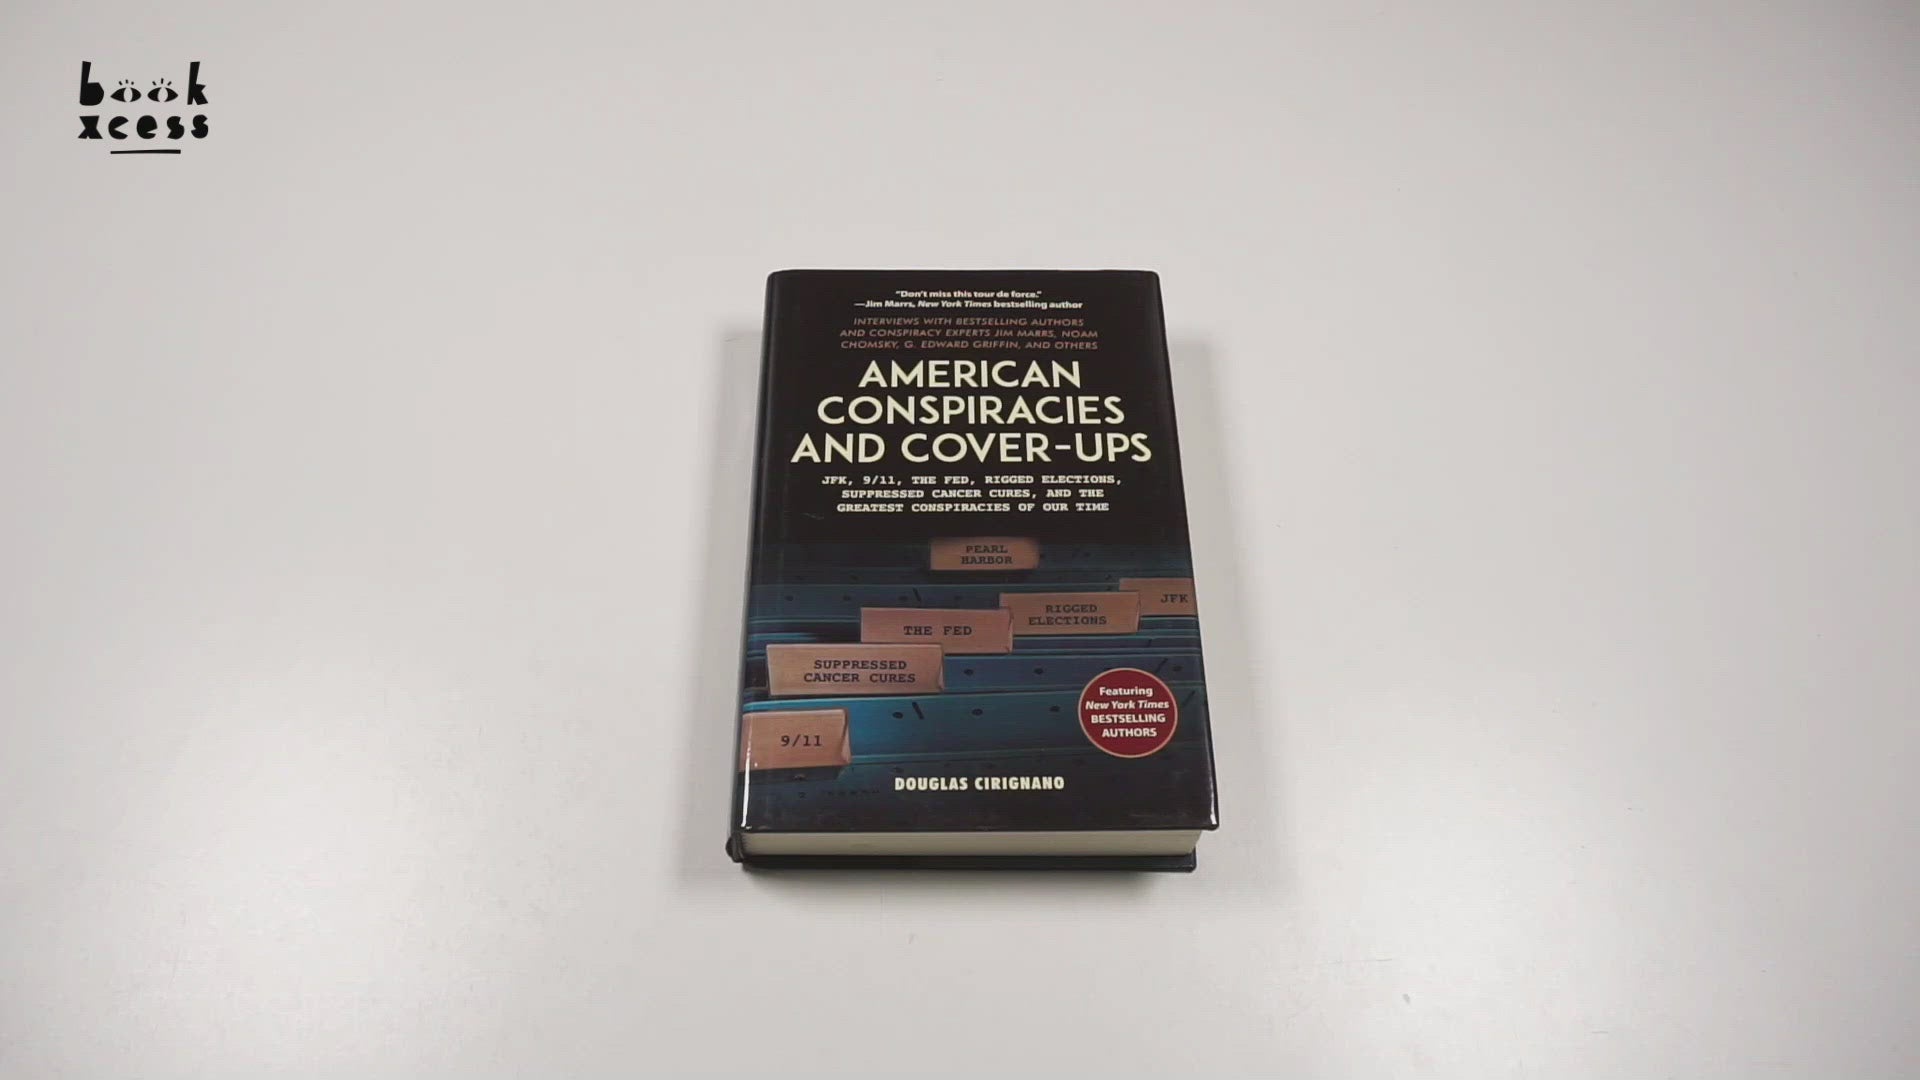 book
xcess
"Don't miss this tour de force."
—Jim Marrs, New York Times bestselling author
INTERVIEWS WITH BESTSELLING AUTHORS
AND CONSPIRACY EXPERTS JIM MARRS, NOAM
CHOMSKY, G. EDWARD GRIFFIN, AND OTHERS
AMERICAN
CONSPIRACIES
AND COVER-UPS
JFK, 9/11, THE FED, RIGGED ELECTIONS,
SUPPRESSED CANCER CURES, AND THE
GREATEST CONSPIRACIES OF OUR TIME
PEARL
HARBOR
JFK
RIGGED
ELECTIONS
THE FED
SUPPRESSED
CANCER CURES
9/11
Featuring
New York Times
BESTSELLING
AUTHORS
DOUGLAS CIRIGNANO